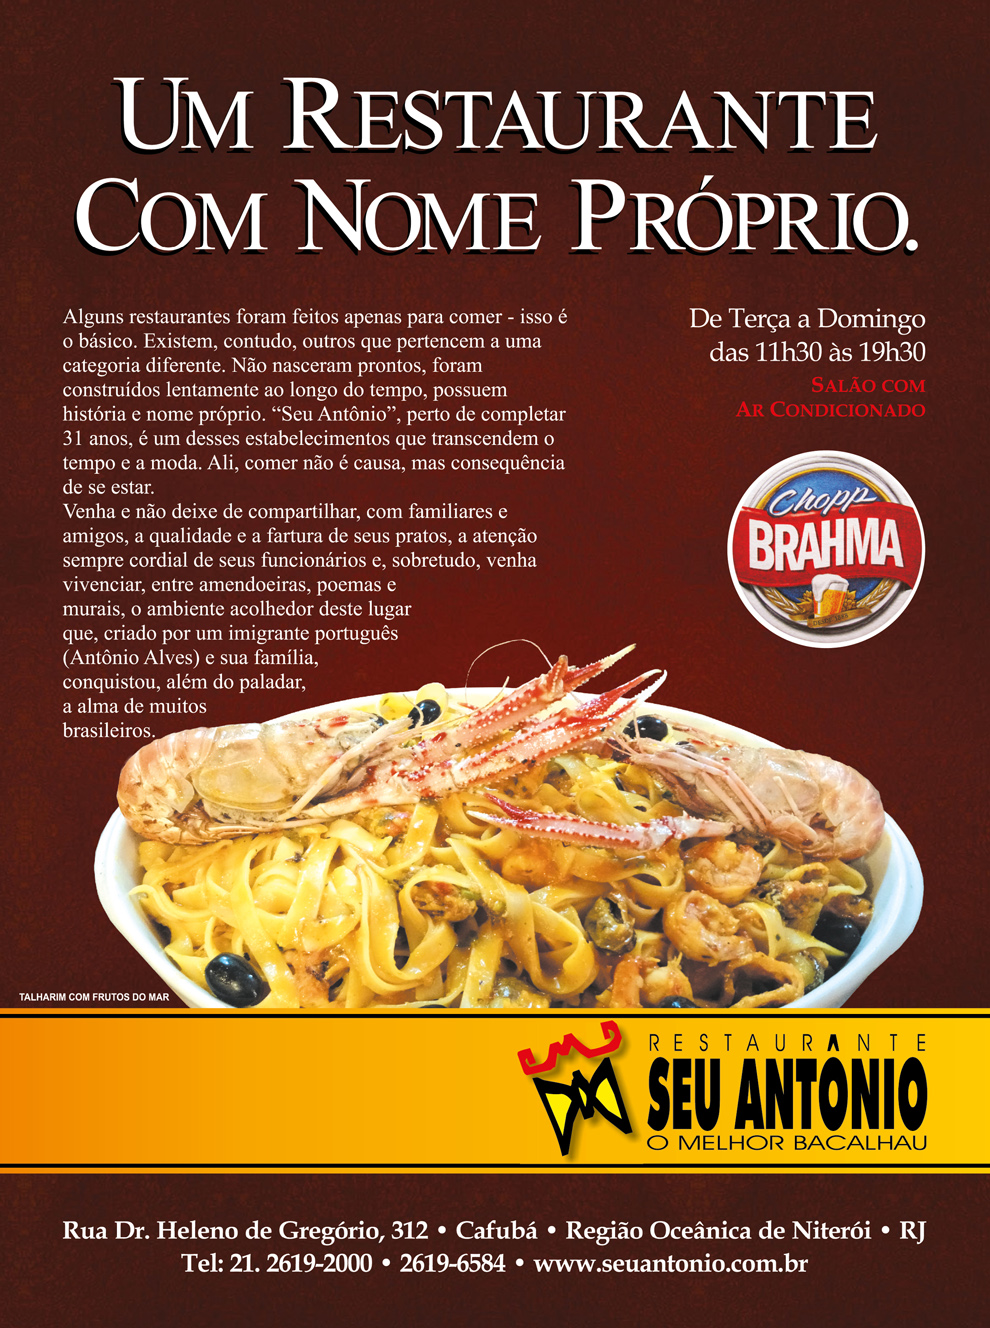 UM RESTAURANTE
COM NOME PRÓPRIO.
Alguns restaurantes foram feitos apenas para comer - isso é
o básico. Existem, contudo, outros que pertencem a uma
categoria diferente. Não nasceram prontos, foram
construídos lentamente ao longo do tempo, possuem
história e nome próprio. “Seu Antônio”, perto de completar
31 anos, é um desses estabelecimentos que transcendem o
tempo e a moda. Ali, comer não é causa, mas consequência
de se estar.
Venha e não deixe de compartilhar, com familiares e
amigos, a qualidade e a fartura de seus pratos, a atenção
sempre cordial de seus funcionários e, sobretudo, venha
vivenciar, entre amendoeiras, poemas e
murais, o ambiente acolhedor deste lugar
que, criado por um imigrante português
(Antônio Alves) e sua família,
conquistou, além do paladar,
a alma de muitos
brasileiros.
De Terça a Domingo
das 11h30 às 19h30
SALÃO COM
AR CONDICIONADO
Chopp
BRAHMA
DESDE 1888
TALHARIM COM FRUTOS DO MAR
RESTAURANTE
SEU ANTÔNIO
O MELHOR BACALHAU
Rua Dr. Heleno de Gregório, 312 • Cafubá • Região Oceânica de Niterói • RJ
Tel: 21. 2619-2000 • 2619-6584 • www.seuantonio.com.br